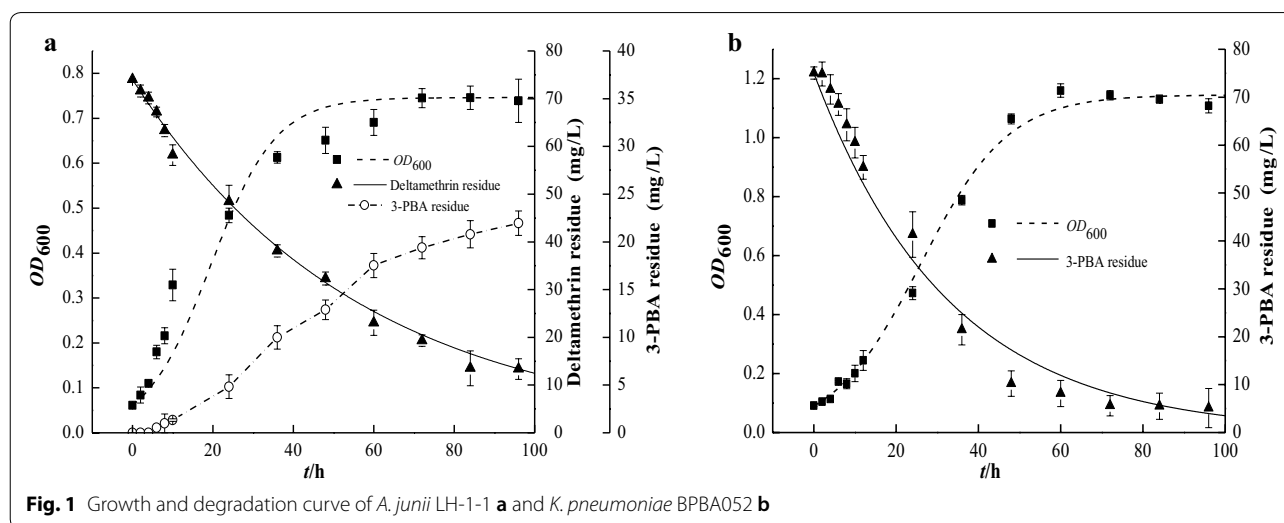 a
0.8
0.7
0.6
0.5
0.4
0.3
0.2
0.1
0.0
OD600
0 20 40 60 80 100
t/h
OD600
Deltamethrin residue
3-PBA residue
80
70
60
50
40
30
20
10
0
Deltamethrin residue (mg/L)
40
35
30
25
20
15
10
5
0
3-PBA residue (mg/L)
b
1.2
1.0
0.8
0.6
0.4
0.2
0.0
OD600
0 20 40 60 80 100
t/h
OD600
3-PBA residue
80
70
60
50
40
30
20
10
0
3-PBA residue (mg/L)
Fig. 1 Growth and degradation curve of A. junii LH-1-1 a and K. pneumoniae BPBA052 b